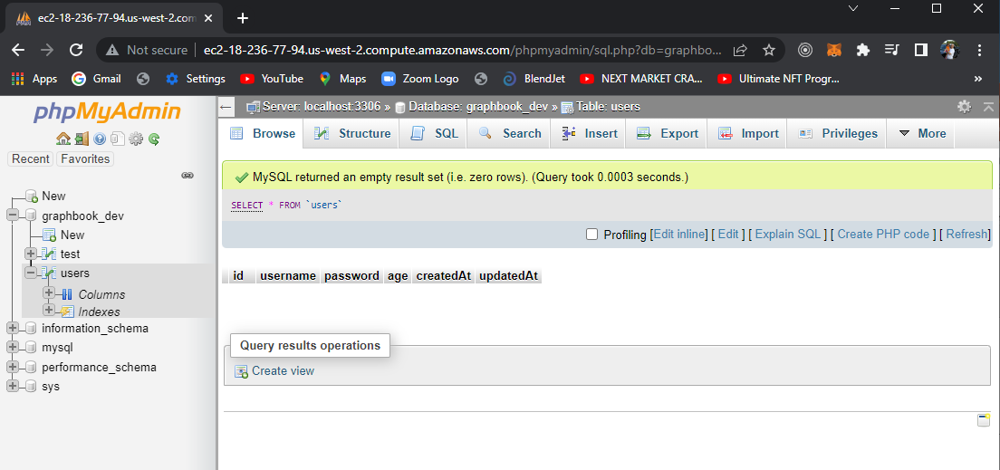 ec2-18-236-77-94.us-west-2.com
Not secure ec2-18-236-77-94.us-west-2.compute.amazonaws.com/phpmyadmin/sql.php?db=graphbo...
Apps Gmail Settings YouTube Maps Zoom Logo BlendJet NEXT MARKET CRA... Ultimate NFT Progr... »
phpMyAdmin
Recent Favorites
New
graphbook_dev
New
test
users
Columns
Indexes
information_schema
mysql
performance_schema
sys
Server: localhost:3306 » Database: graphbook_dev » Table: users
Browse Structure SQL Search Insert Export Import Privileges More
MySQL returned an empty result set (i.e. zero rows). (Query took 0.0003 seconds.)
SELECT * FROM `users`
Profiling [Edit inline] [ Edit ] [ Explain SQL ] [ Create PHP code ] [ Refresh]
id username password age createdAt updatedAt
Query results operations
Create view